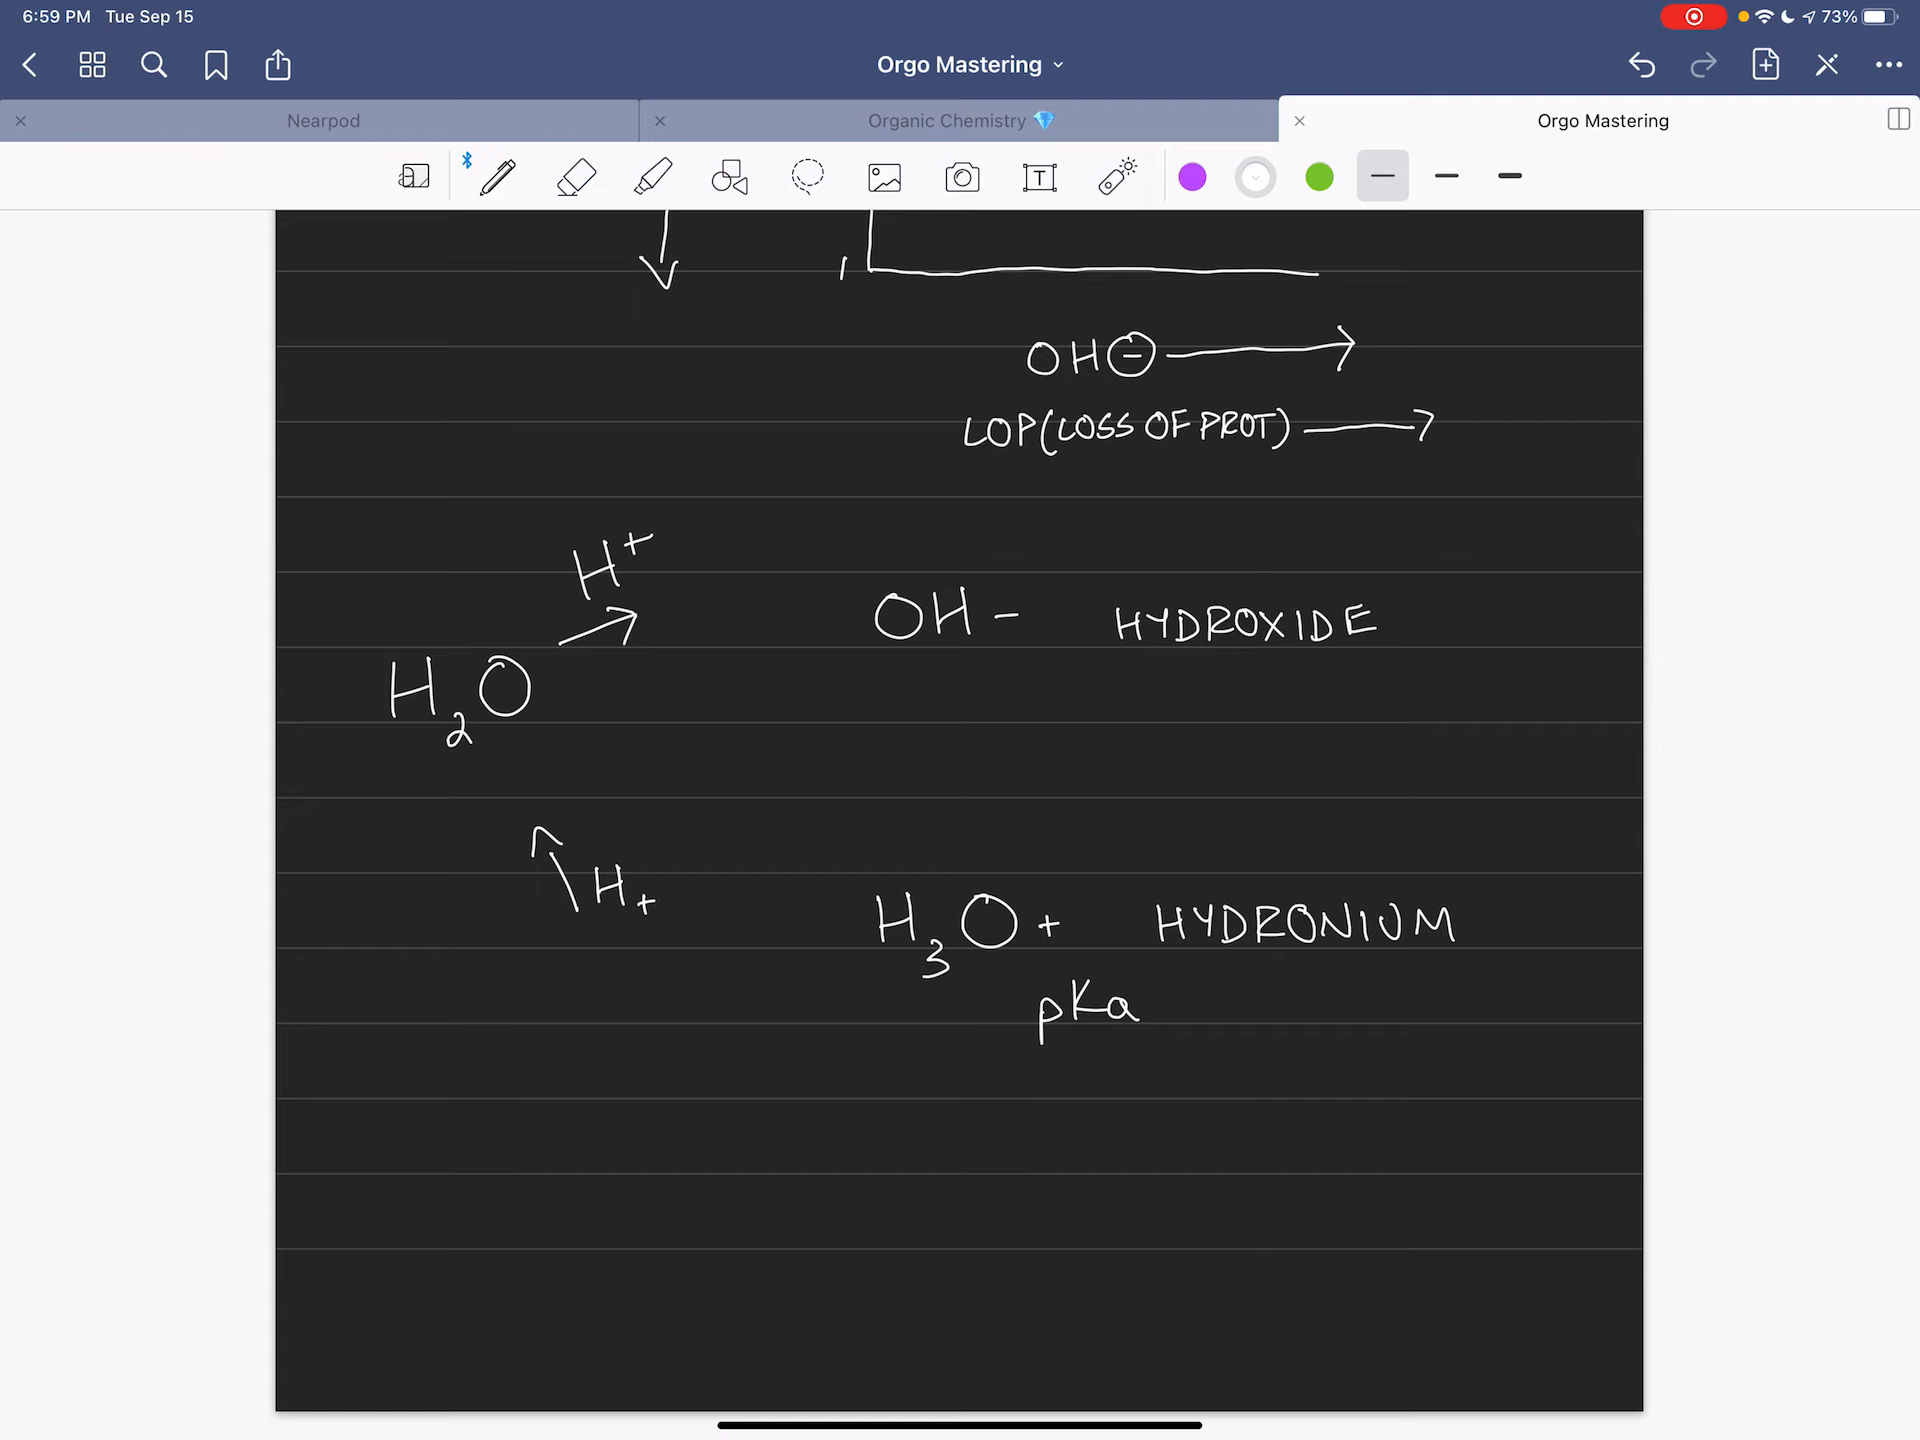 6:59 PM Tue Sep 15
73%
Orgo Mastering
Nearpod
Organic Chemistry 💎
Orgo Mastering
OH⊖ →
LOP(LOSS OF PROT) →
H+
OH - HYDROXIDE
H2O
H+
H3O+ HYDRONIUM
pKa